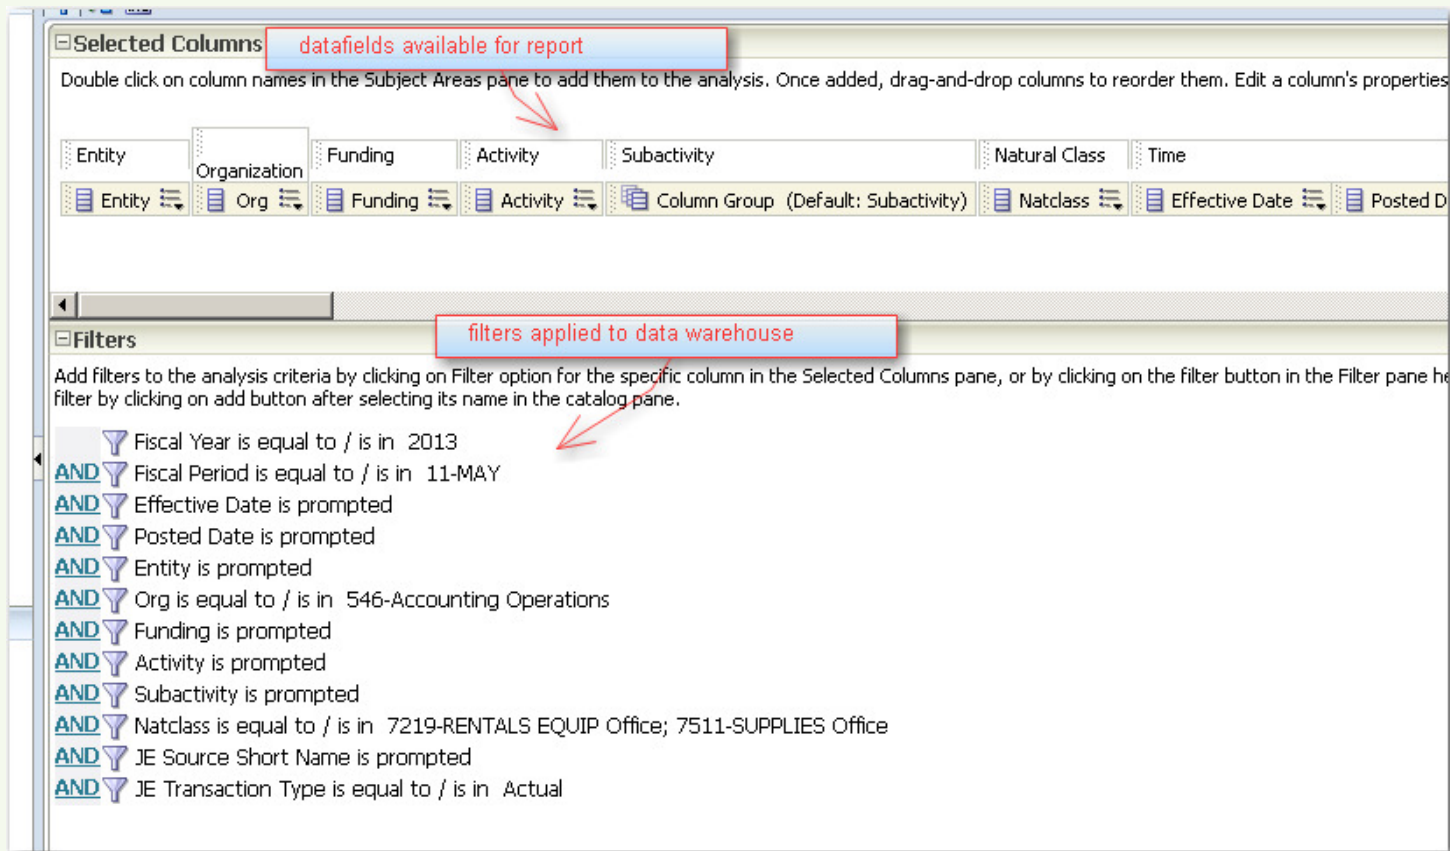 Selected Columns
datafields available for report
Double click on column names in the Subject Areas pane to add them to the analysis. Once added, drag-and-drop columns to reorder them. Edit a column's properties
Entity Organization Funding Activity Subactivity Natural Class Time
Entity Org Funding Activity Column Group (Default: Subactivity) Natclass Effective Date Posted D
Filters
filters applied to data warehouse
Add filters to the analysis criteria by clicking on Filter option for the specific column in the Selected Columns pane, or by clicking on the filter button in the Filter pane he
filter by clicking on add button after selecting its name in the catalog pane.
Fiscal Year is equal to / is in 2013
AND Fiscal Period is equal to / is in 11-MAY
AND Effective Date is prompted
AND Posted Date is prompted
AND Entity is prompted
AND Org is equal to / is in 546-Accounting Operations
AND Funding is prompted
AND Activity is prompted
AND Subactivity is prompted
AND Natclass is equal to / is in 7219-RENTALS EQUIP Office; 7511-SUPPLIES Office
AND JE Source Short Name is prompted
AND JE Transaction Type is equal to / is in Actual